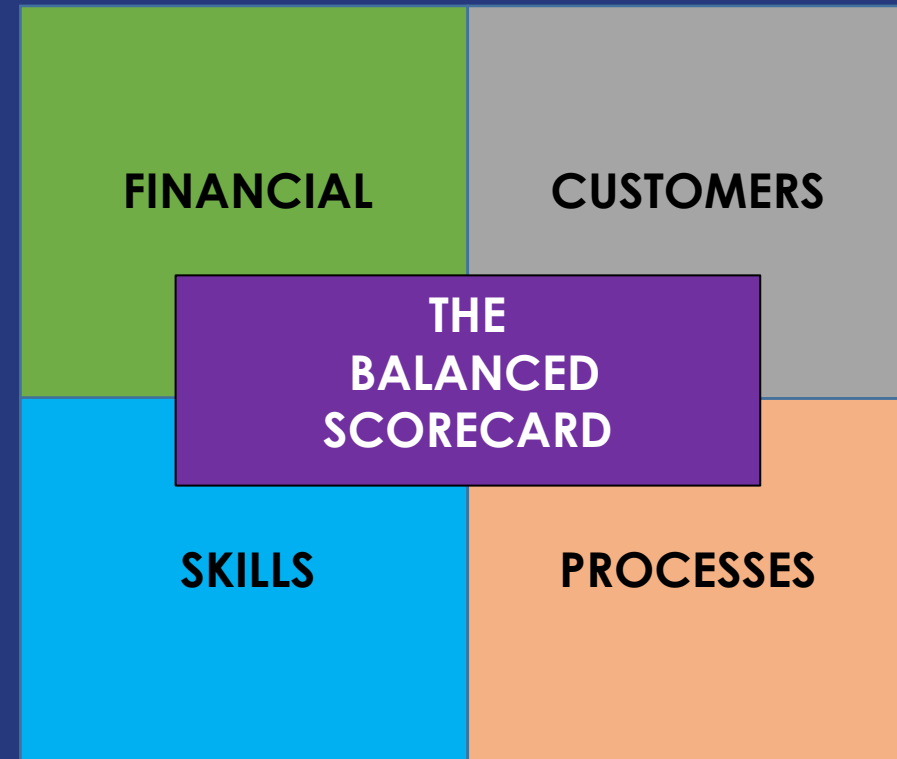 FINANCIAL
CUSTOMERS
THE
BALANCED
SCORECARD
SKILLS
PROCESSES